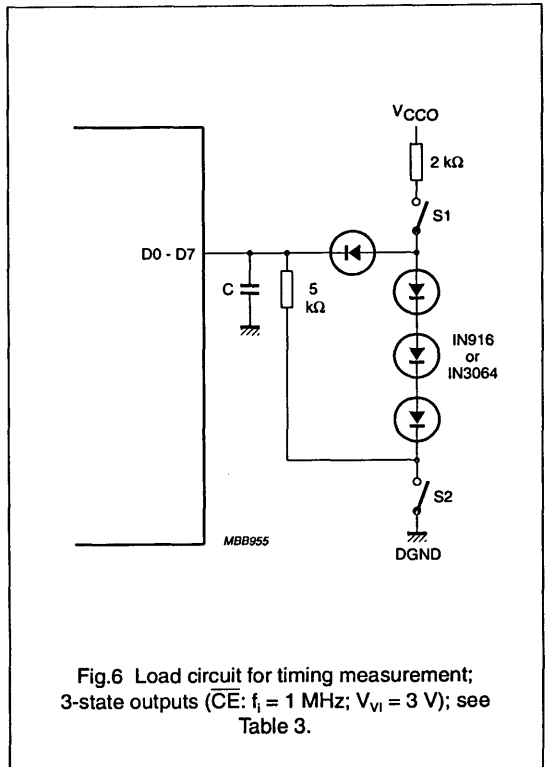 VCCO
2 kΩ
S1
D0 - D7
C
5
kΩ
IN916
or
IN3064
S2
MBB955
DGND
Fig.6 Load circuit for timing measurement;
3-state outputs (C̅E̅: fi = 1 MHz; VVI = 3 V); see
Table 3.